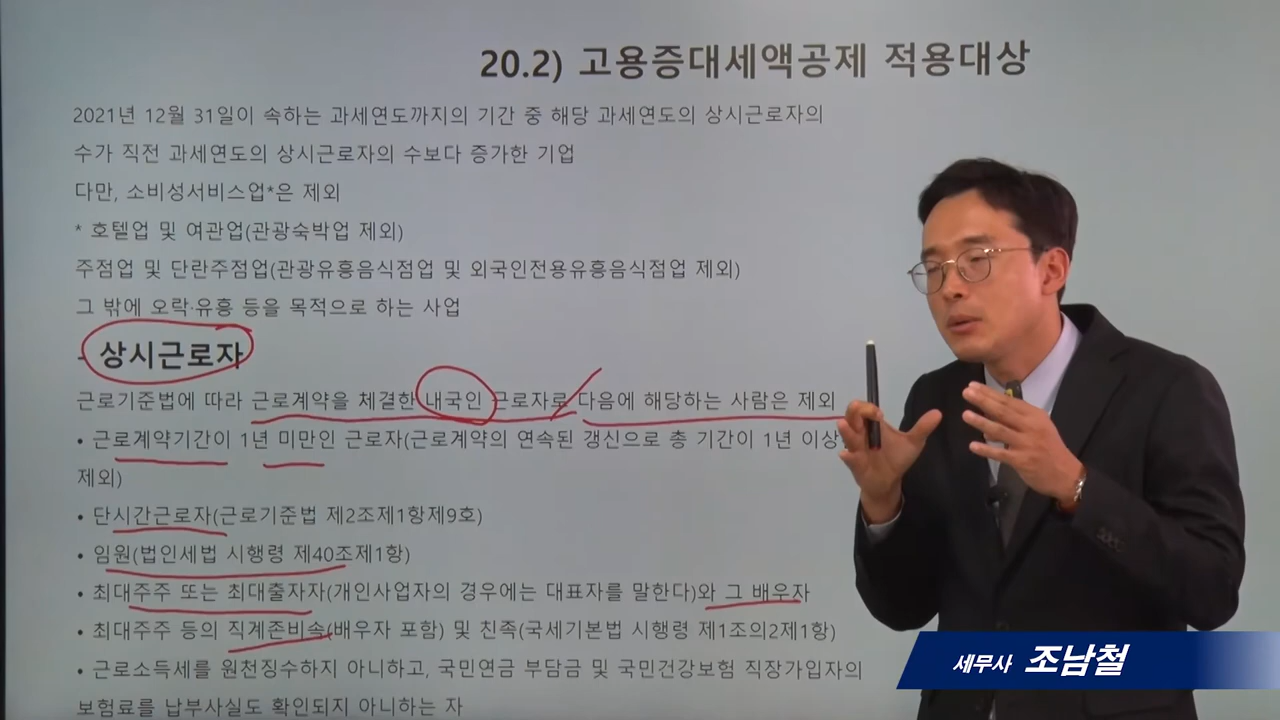 20.2) 고용증대세액공제 적용대상
2021년 12월 31일이 속하는 과세연도까지의 기간 중 해당 과세연도의 상시근로자의
수가 직전 과세연도의 상시근로자의 수보다 증가한 기업
다만, 소비성서비스업*은 제외
* 호텔업 및 여관업(관광숙박업 제외)
주점업 및 단란주점업(관광유흥음식점업 및 외국인전용유흥음식점업 제외)
그 밖에 오락·유흥 등을 목적으로 하는 사업
- 상시근로자
근로기준법에 따라 근로계약을 체결한 내국인 근로자로 다음에 해당하는 사람은 제외
• 근로계약기간이 1년 미만인 근로자(근로계약의 연속된 갱신으로 총 기간이 1년 이상
제외)
• 단시간근로자(근로기준법 제2조제1항제9호)
• 임원(법인세법 시행령 제40조제1항)
• 최대주주 또는 최대출자자(개인사업자의 경우에는 대표자를 말한다)와 그 배우자
• 최대주주 등의 직계존비속(배우자 포함) 및 친족(국세기본법 시행령 제1조의2제1항)
• 근로소득세를 원천징수하지 아니하고, 국민연금 부담금 및 국민건강보험 직장가입자의
보험료를 납부사실도 확인되지 아니하는 자
세무사 조남철